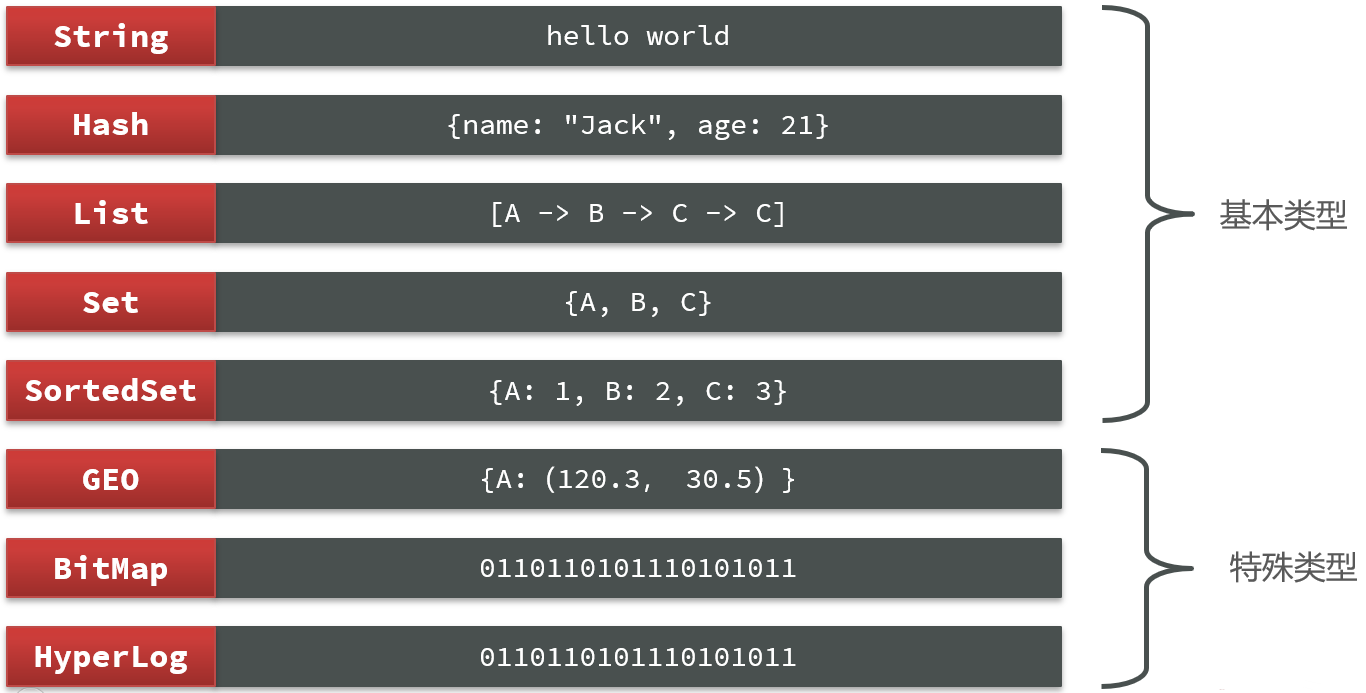 String hello world
Hash {name: "Jack", age: 21}
List [A -> B -> C -> C]
基本类型
Set {A, B, C}
SortedSet {A: 1, B: 2, C: 3}
GEO {A:（120.3， 30.5）}
BitMap 0110110101110101011
特殊类型
HyperLog 0110110101110101011